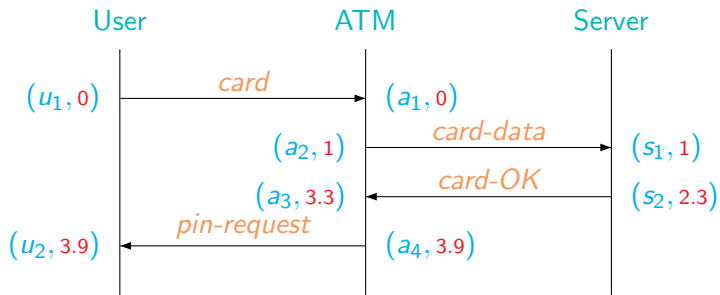 User ATM Server
card
(u1, 0) (a1, 0)
card-data
(a2, 1) (s1, 1)
card-OK
(a3, 3.3) (s2, 2.3)
pin-request
(u2, 3.9) (a4, 3.9)